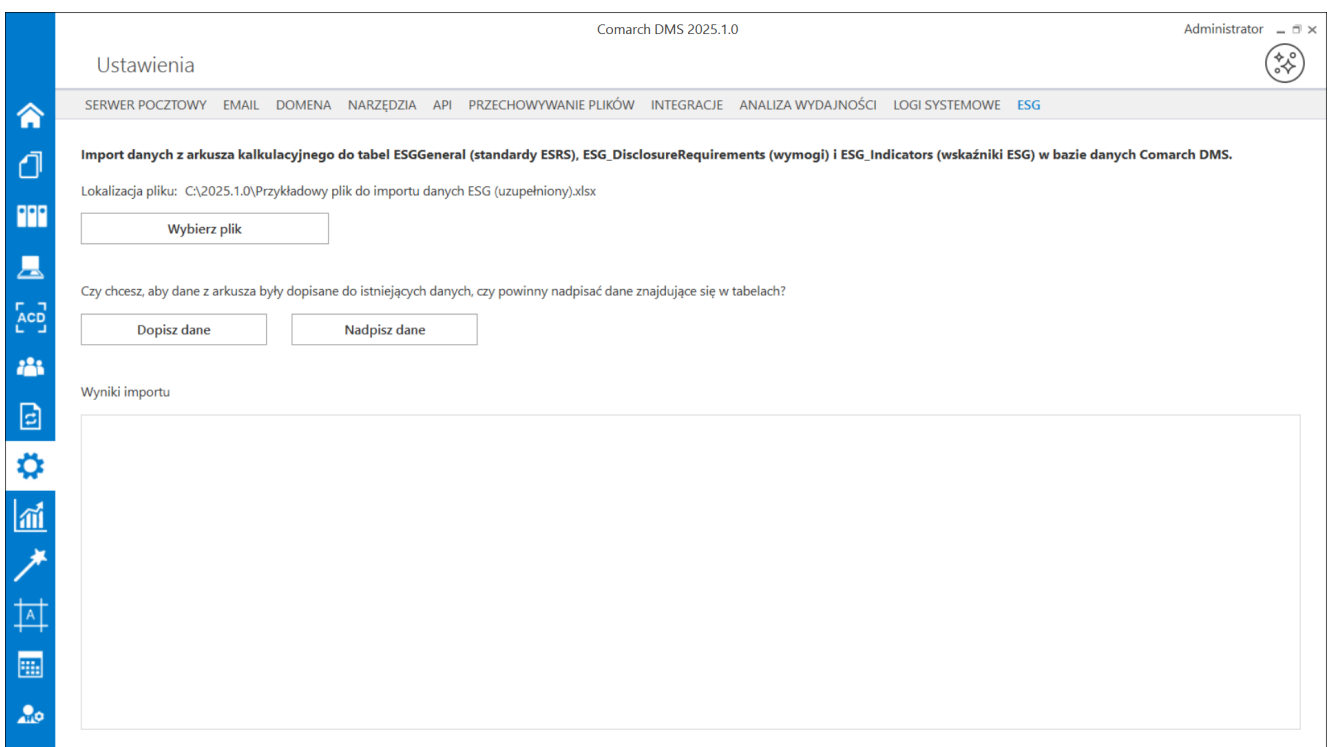 Comarch DMS 2025.1.0
Administrator
Ustawienia
SERWER POCZTOWY EMAIL DOMENA NARZĘDZIA API PRZECHOWYWANIE PLIKÓW INTEGRACJE ANALIZA WYDAJNOŚCI LOGI SYSTEMOWE ESG
Import danych z arkusza kalkulacyjnego do tabel ESGGeneral (standardy ESRS), ESG_DisclosureRequirements (wymogi) i ESG_Indicators (wskaźniki ESG) w bazie danych Comarch DMS.
Lokalizacja pliku: C:\2025.1.0\Przykładowy plik do importu danych ESG (uzupełniony).xlsx
Wybierz plik
Czy chcesz, aby dane z arkusza były dopisane do istniejących danych, czy powinny nadpisać dane znajdujące się w tabelach?
Dopisz dane Nadpisz dane
Wyniki importu
ACD
A